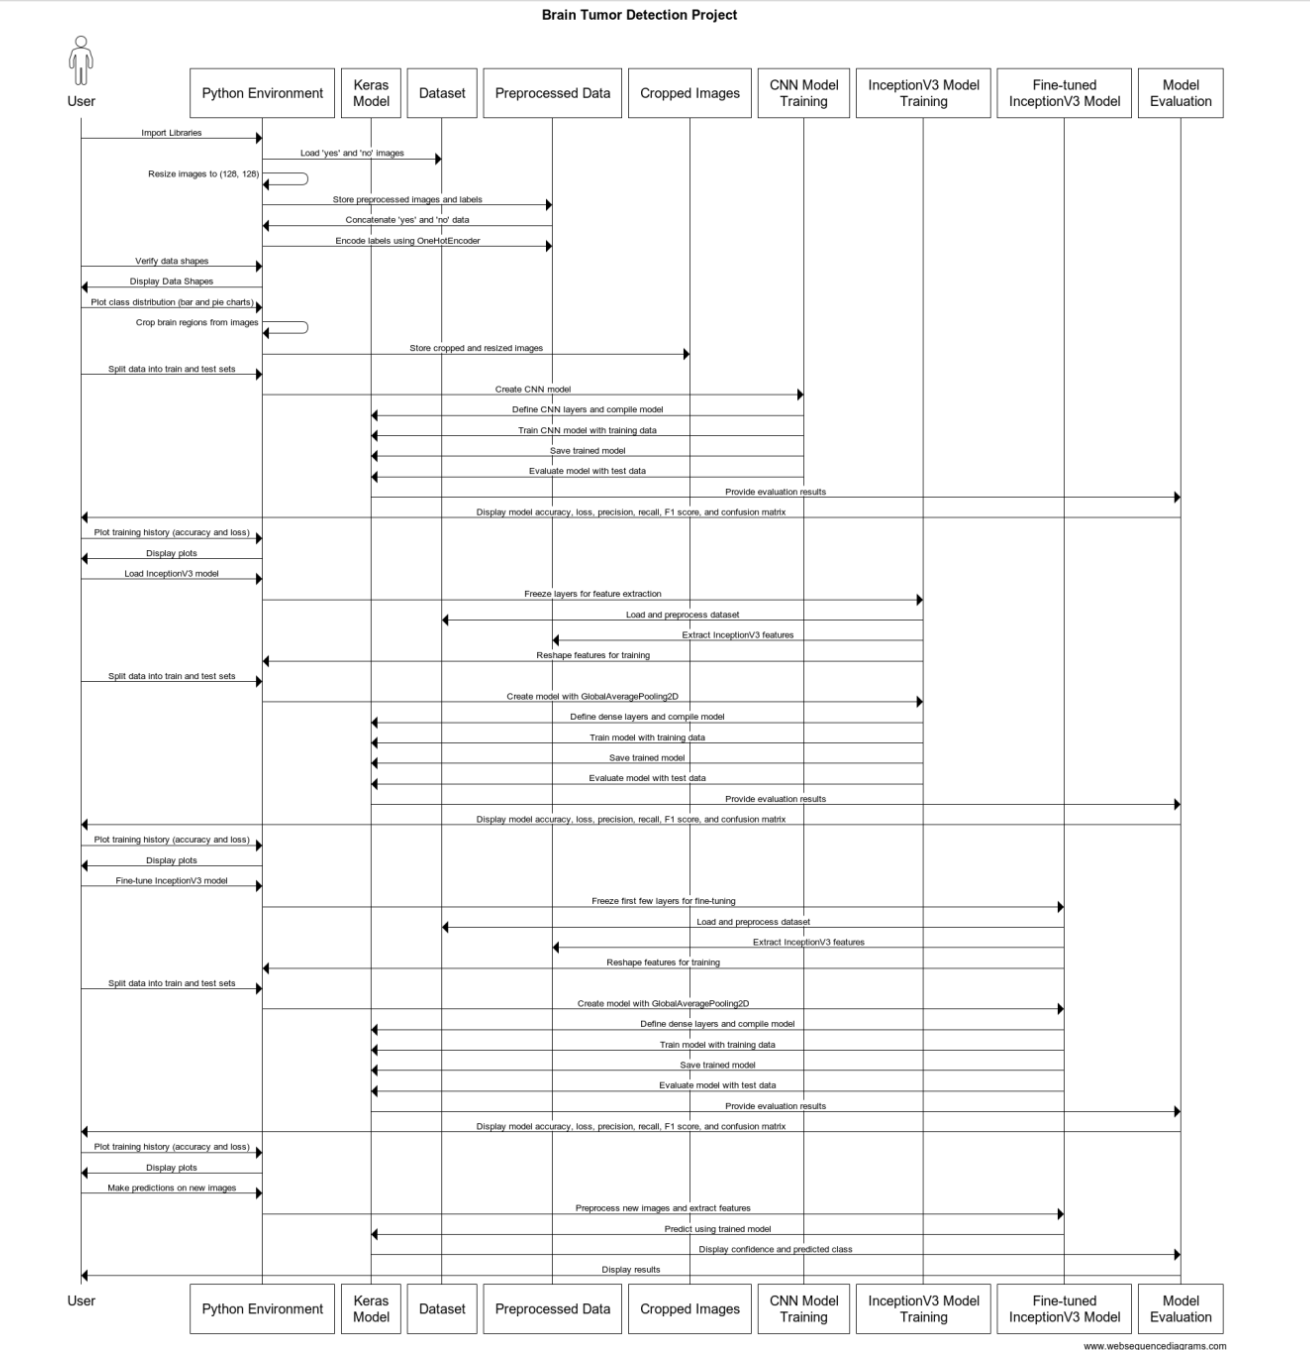 Brain Tumor Detection Project
User
Python Environment
Keras
Model
Dataset
Preprocessed Data
Cropped Images
CNN Model
Training
InceptionV3 Model
Training
Fine-tuned
InceptionV3 Model
Model
Evaluation
Import Libraries
Load 'yes' and 'no' images
Resize images to (128, 128)
Store preprocessed images and labels
Concatenate 'yes' and 'no' data
Encode labels using OneHotEncoder
Verify data shapes
Display Data Shapes
Plot class distribution (bar and pie charts)
Crop brain regions from images
Store cropped and resized images
Split data into train and test sets
Create CNN model
Define CNN layers and compile model
Train CNN model with training data
Save trained model
Evaluate model with test data
Provide evaluation results
Display model accuracy, loss, precision, recall, F1 score, and confusion matrix
Plot training history (accuracy and loss)
Display plots
Load InceptionV3 model
Freeze layers for feature extraction
Load and preprocess dataset
Extract InceptionV3 features
Reshape features for training
Split data into train and test sets
Create model with GlobalAveragePooling2D
Define dense layers and compile model
Train model with training data
Save trained model
Evaluate model with test data
Provide evaluation results
Display model accuracy, loss, precision, recall, F1 score, and confusion matrix
Plot training history (accuracy and loss)
Display plots
Fine-tune InceptionV3 model
Freeze first few layers for fine-tuning
Load and preprocess dataset
Extract InceptionV3 features
Reshape features for training
Split data into train and test sets
Create model with GlobalAveragePooling2D
Define dense layers and compile model
Train model with training data
Save trained model
Evaluate model with test data
Provide evaluation results
Display model accuracy, loss, precision, recall, F1 score, and confusion matrix
Plot training history (accuracy and loss)
Display plots
Make predictions on new images
Preprocess new images and extract features
Predict using trained model
Display confidence and predicted class
Display results
User
Python Environment
Keras
Model
Dataset
Preprocessed Data
Cropped Images
CNN Model
Training
InceptionV3 Model
Training
Fine-tuned
InceptionV3 Model
Model
Evaluation
www.websequencediagrams.com